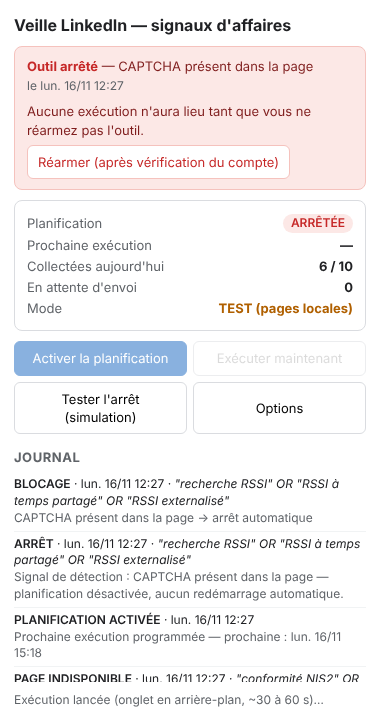 Veille LinkedIn — signaux d'affaires
Outil arrêté — CAPTCHA présent dans la page
le lun. 16/11 12:27
Aucune exécution n'aura lieu tant que vous ne
réarmez pas l'outil.
Réarmer (après vérification du compte)
Planification ARRÊTÉE
Prochaine exécution —
Collectées aujourd'hui 6 / 10
En attente d'envoi 0
Mode TEST (pages locales)
Activer la planification Exécuter maintenant
Tester l'arrêt
(simulation)
Options
JOURNAL
BLOCAGE · lun. 16/11 12:27 · "recherche RSSI" OR "RSSI à
temps partagé" OR "RSSI externalisé"
CAPTCHA présent dans la page → arrêt automatique
ARRÊT · lun. 16/11 12:27 · "recherche RSSI" OR "RSSI à temps
partagé" OR "RSSI externalisé"
Signal de détection : CAPTCHA présent dans la page —
planification désactivée, aucun redémarrage automatique.
PLANIFICATION ACTIVÉE · lun. 16/11 12:27
Prochaine exécution programmée — prochaine : lun. 16/11
15:18
PAGE INDISPONIBLE · lun. 16/11 12:27 · "conformité NIS2" OR
Exécution lancée (onglet en arrière-plan, ~30 à 60 s)...